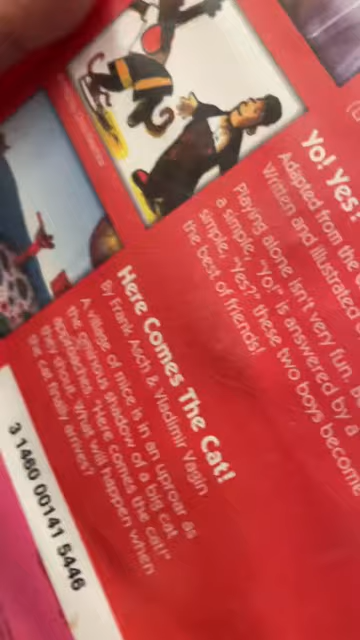 Yo! Yes
Adapted from the
Written and illustrated
Playing alone isn't very fun.
a simple, "Yo!" is answered by a
simple, "Yes?" these two boys become
the best of friends!
Here Comes The Cat!
By Frank Asch & Vladimir Vagin
A village of mice is in an uproar as
the ominous shadow of a big cat
approaches. "Here comes the cat!"
they shout. What will happen when
the cat finally arrives?
3 1460 00141 5446